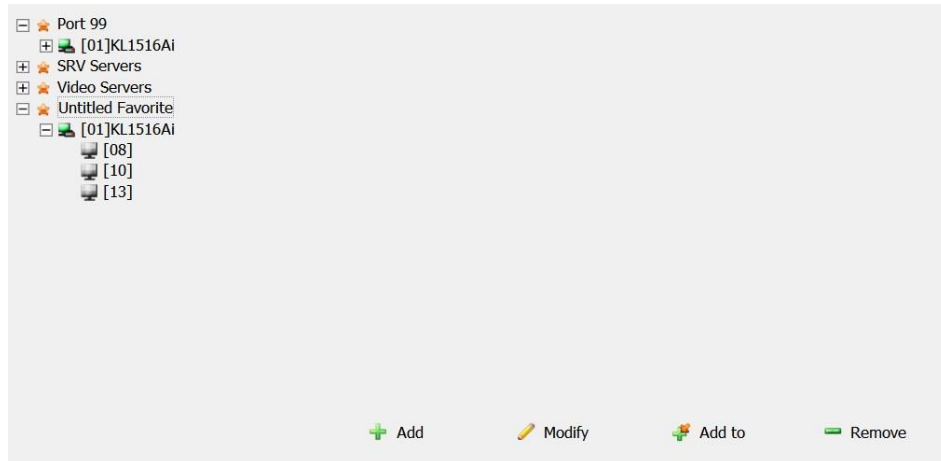 Port 99
[01]KL1516Ai
SRV Servers
Video Servers
Untitled Favorite
[01]KL1516Ai
[08]
[10]
[13]
Add Modify Add to Remove